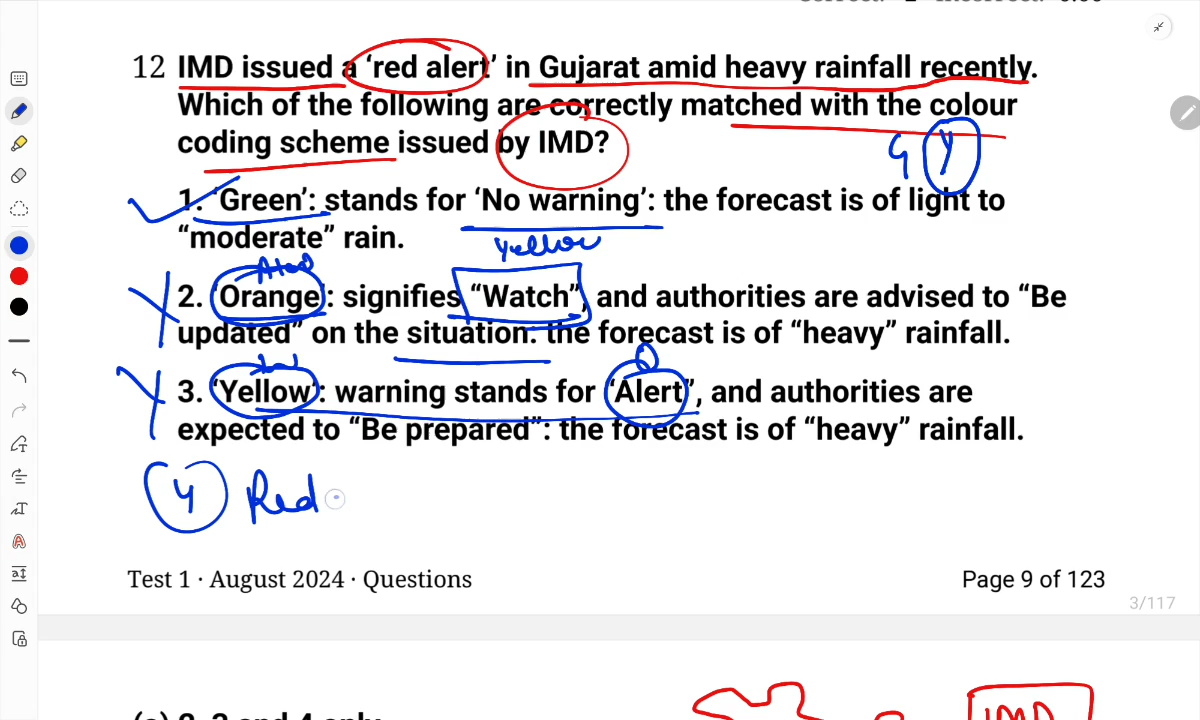 12 IMD issued a ‘red alert’ in Gujarat amid heavy rainfall recently.
Which of the following are correctly matched with the colour
coding scheme issued by IMD?
G Y
1. ‘Green’: stands for ‘No warning’: the forecast is of light to
“moderate” rain.
Yellow
2. ‘Orange’: signifies “Watch”, and authorities are advised to “Be
updated” on the situation: the forecast is of “heavy” rainfall.
3. ‘Yellow’: warning stands for ‘Alert”, and authorities are
expected to “Be prepared”: the forecast is of “heavy” rainfall.
4 Red
Test 1 · August 2024 · Questions
Page 9 of 123
3/117
IMD